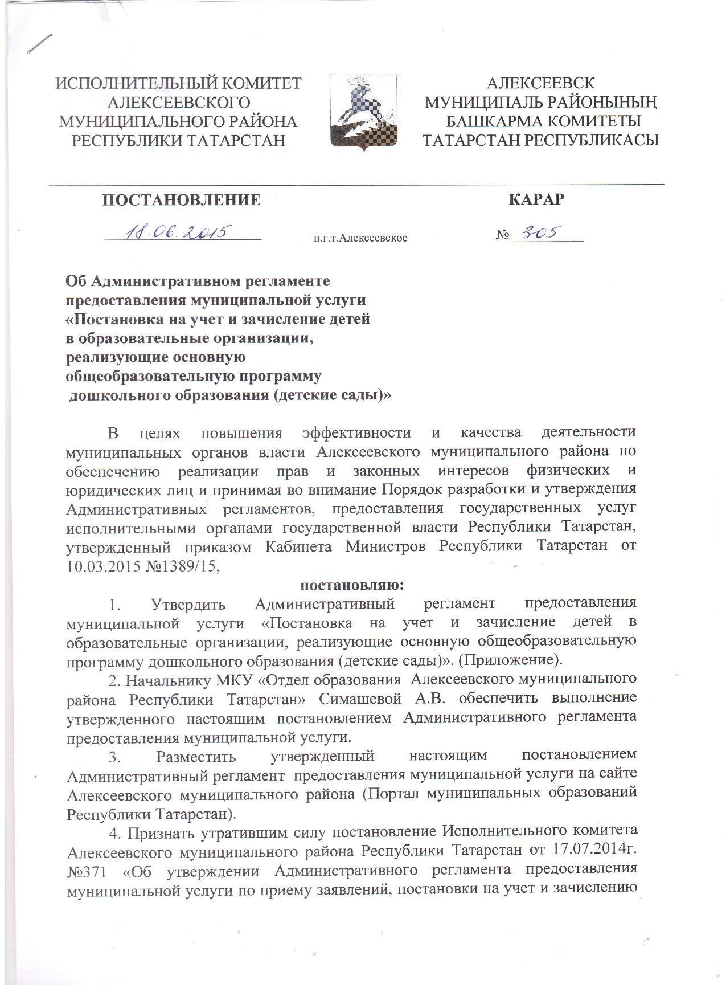 ИСПОЛНИТЕЛЬНЫЙ КОМИТЕТ
АЛЕКСЕЕВСКОГО
МУНИЦИПАЛЬНОГО РАЙОНА
РЕСПУБЛИКИ ТАТАРСТАН
АЛЕКСЕЕВСК
МУНИЦИПАЛЬ РАЙОНЫНЫҢ
БАШКАРМА КОМИТЕТЫ
ТАТАРСТАН РЕСПУБЛИКАСЫ
ПОСТАНОВЛЕНИЕ
КАРАР
18.06.2015
п.г.т.Алексеевское
№ 305
Об Административном регламенте
предоставления муниципальной услуги
«Постановка на учет и зачисление детей
в образовательные организации,
реализующие основную
общеобразовательную программу
дошкольного образования (детские сады)»
В целях повышения эффективности и качества деятельности
муниципальных органов власти Алексеевского муниципального района по
обеспечению реализации прав и законных интересов физических и
юридических лиц и принимая во внимание Порядок разработки и утверждения
Административных регламентов, предоставления государственных услуг
исполнительными органами государственной власти Республики Татарстан,
утвержденный приказом Кабинета Министров Республики Татарстан от
10.03.2015 №1389/15,
постановляю:
1. Утвердить Административный регламент предоставления
муниципальной услуги «Постановка на учет и зачисление детей в
образовательные организации, реализующие основную общеобразовательную
программу дошкольного образования (детские сады)». (Приложение).
2. Начальнику МКУ «Отдел образования Алексеевского муниципального
района Республики Татарстан» Симашевой А.В. обеспечить выполнение
утвержденного настоящим постановлением Административного регламента
предоставления муниципальной услуги.
3. Разместить утвержденный настоящим постановлением
Административный регламент предоставления муниципальной услуги на сайте
Алексеевского муниципального района (Портал муниципальных образований
Республики Татарстан).
4. Признать утратившим силу постановление Исполнительного комитета
Алексеевского муниципального района Республики Татарстан от 17.07.2014г.
№371 «Об утверждении Административного регламента предоставления
муниципальной услуги по приему заявлений, постановки на учет и зачислению